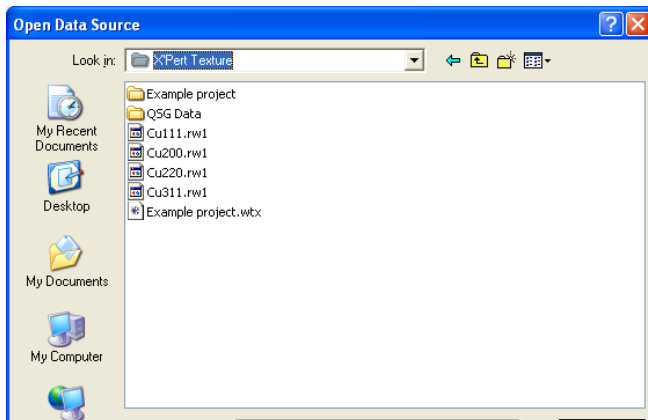 Open Data Source
?
Look in: X'Pert Texture
My Recent
Documents
Desktop
My Documents
My Computer
Example project
QSG Data
Cu111.rw1
Cu200.rw1
Cu220.rw1
Cu311.rw1
Example project.wtx